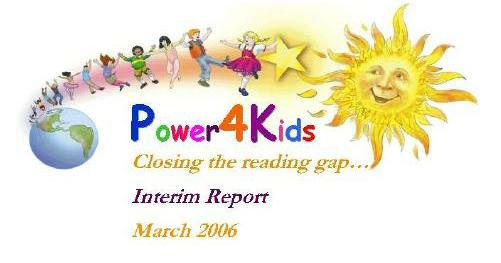 Power4Kids
Closing the reading gap...
Interim Report
March 2006